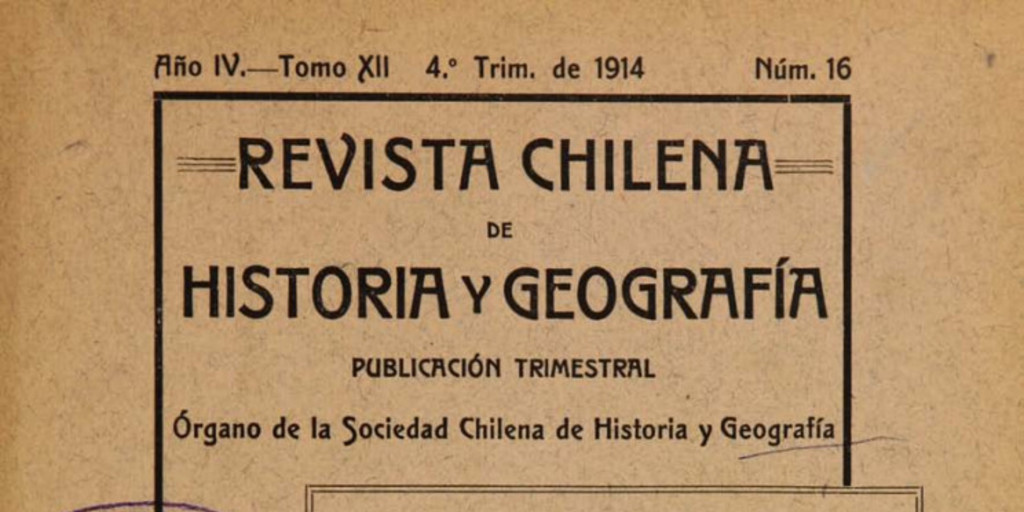 Año IV.—Tomo XII 4.º Trim. de 1914 Núm. 16
REVISTA CHILENA
DE
HISTORIA Y GEOGRAFÍA
PUBLICACIÓN TRIMESTRAL
Órgano de la Sociedad Chilena de Historia y Geografía